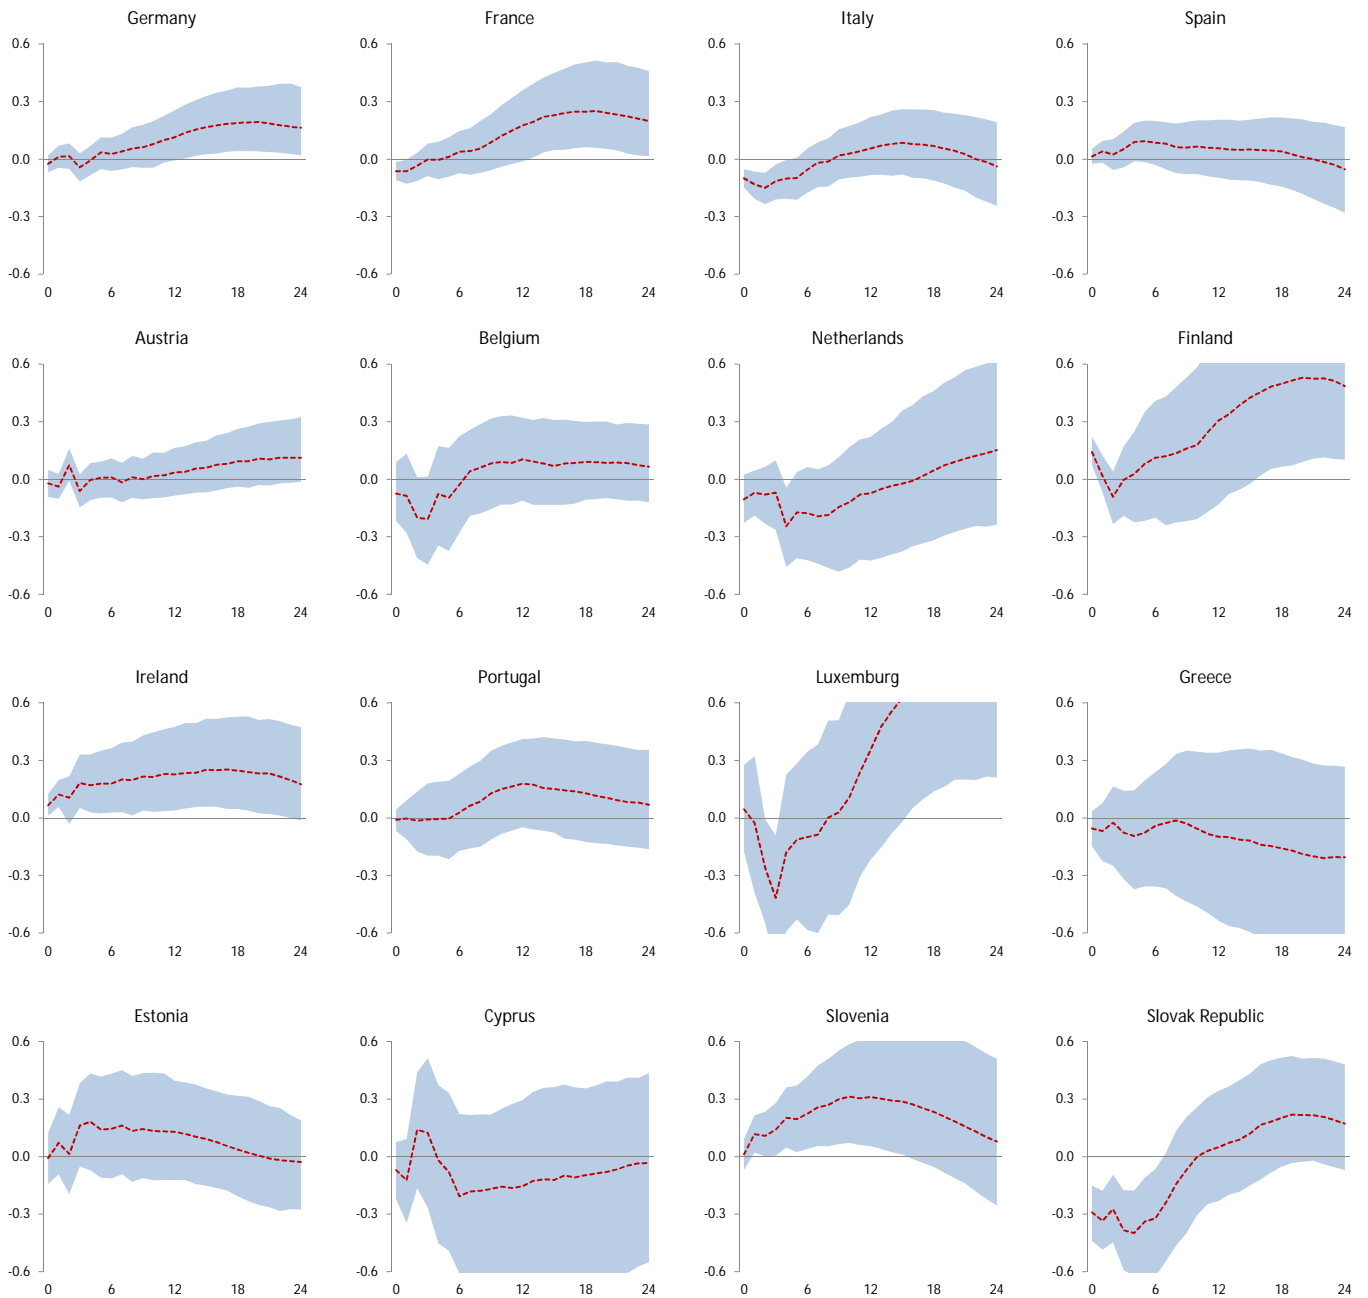 Germany France Italy Spain
0.6 0.6 0.6 0.6
0.3 0.3 0.3 0.3
0.0 0.0 0.0 0.0
-0.3 -0.3 -0.3 -0.3
-0.6 -0.6 -0.6 -0.6
0 6 12 18 24 0 6 12 18 24 0 6 12 18 24 0 6 12 18 24
Austria Belgium Netherlands Finland
0.6 0.6 0.6 0.6
0.3 0.3 0.3 0.3
0.0 0.0 0.0 0.0
-0.3 -0.3 -0.3 -0.3
-0.6 -0.6 -0.6 -0.6
0 6 12 18 24 0 6 12 18 24 0 6 12 18 24 0 6 12 18 24
Ireland Portugal Luxemburg Greece
0.6 0.6 0.6 0.6
0.3 0.3 0.3 0.3
0.0 0.0 0.0 0.0
-0.3 -0.3 -0.3 -0.3
-0.6 -0.6 -0.6 -0.6
0 6 12 18 24 0 6 12 18 24 0 6 12 18 24 0 6 12 18 24
Estonia Cyprus Slovenia Slovak Republic
0.6 0.6 0.6 0.6
0.3 0.3 0.3 0.3
0.0 0.0 0.0 0.0
-0.3 -0.3 -0.3 -0.3
-0.6 -0.6 -0.6 -0.6
0 6 12 18 24 0 6 12 18 24 0 6 12 18 24 0 6 12 18 24